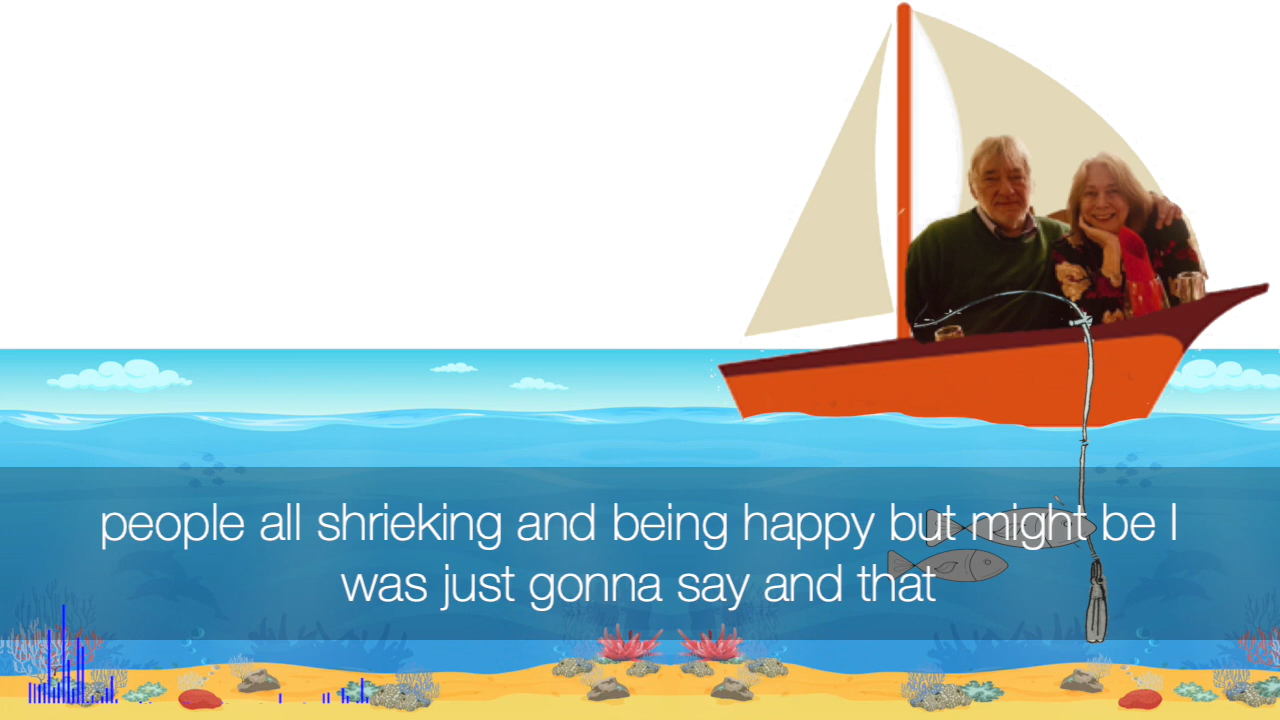 people all shrieking and being happy but might be I
was just gonna say and that